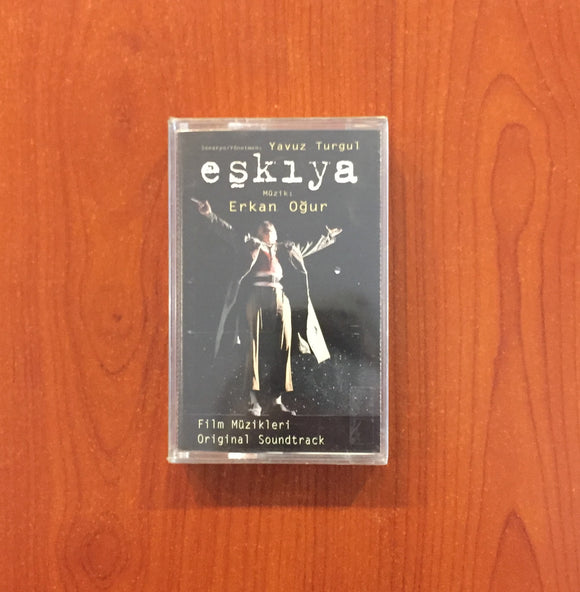 Senaryo/Yönetmen: Yavuz Turgul
eşkıya
Müzik:
Erkan Oğur
Film Müzikleri
Original Soundtrack